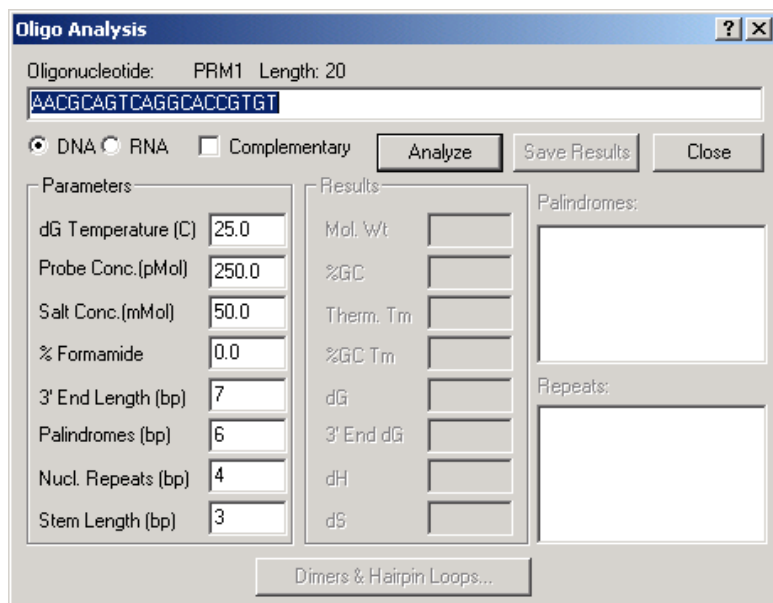 Oligo Analysis
Oligonucleotide: PRM1 Length: 20
AACGCAGTCAGGCACCGTGT
DNA RNA Complementary Analyze Save Results Close
Parameters
dG Temperature (C) 25.0
Probe Conc.(pMol) 250.0
Salt Conc.(mMol) 50.0
% Formamide 0.0
3' End Length (bp) 7
Palindromes (bp) 6
Nucl. Repeats (bp) 4
Stem Length (bp) 3
Results
Mol. Wt
%GC
Therm. Tm
%GC Tm
dG
3' End dG
dH
dS
Palindromes:
Repeats:
Dimers & Hairpin Loops...